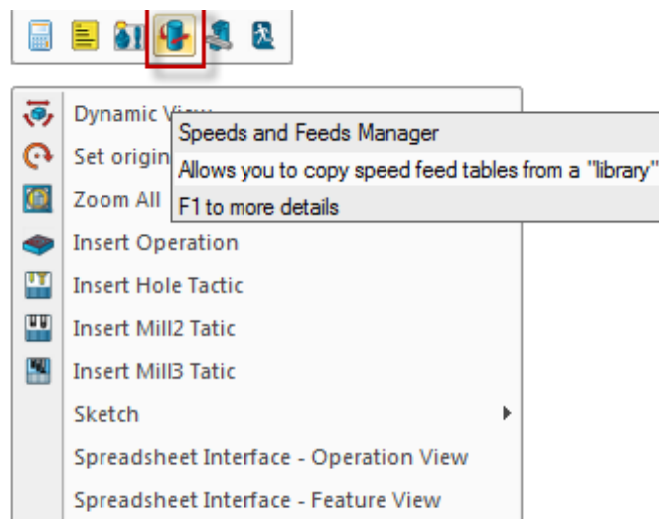 Dynamic View
Speeds and Feeds Manager
Set origin
Allows you to copy speed feed tables from a "library"
Zoom All
F1 to more details
Insert Operation
Insert Hole Tactic
Insert Mill2 Tatic
Insert Mill3 Tatic
Sketch
Spreadsheet Interface - Operation View
Spreadsheet Interface - Feature View